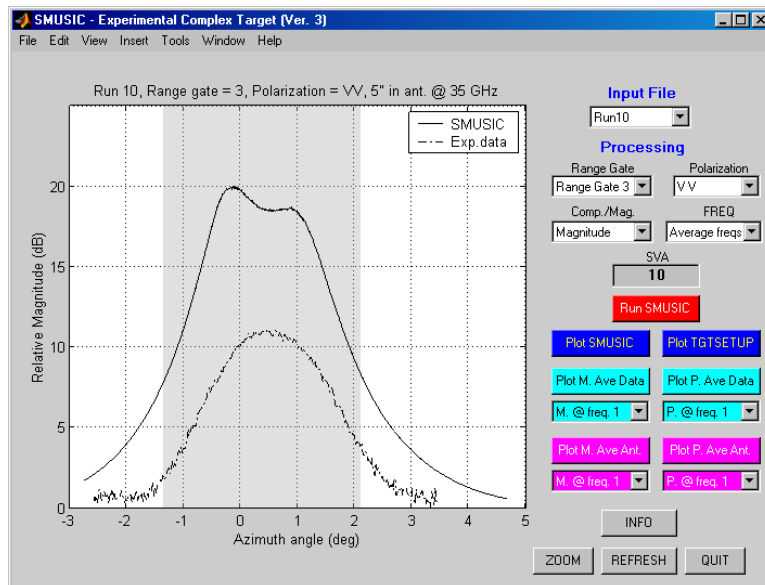 SMUSIC - Experimental Complex Target (Ver. 3)
File Edit View Insert Tools Window Help
Run 10, Range gate = 3, Polarization = VV, 5" in ant. @ 35 GHz
SMUSIC
Exp.data
Relative Magnitude (dB)
20
15
10
5
0
-3 -2 -1 0 1 2 3 4 5
Azimuth angle (deg)
Input File
Run10
Processing
Range Gate Polarization
Range Gate 3 V V
Comp./Mag. FREQ
Magnitude Average freqs
SVA
10
Run SMUSIC
Plot SMUSIC Plot TGTSETUP
Plot M. Ave Data Plot P. Ave Data
M. @ freq. 1 P. @ freq. 1
Plot M. Ave Ant. Plot P. Ave Ant.
M. @ freq. 1 P. @ freq. 1
INFO
ZOOM REFRESH QUIT